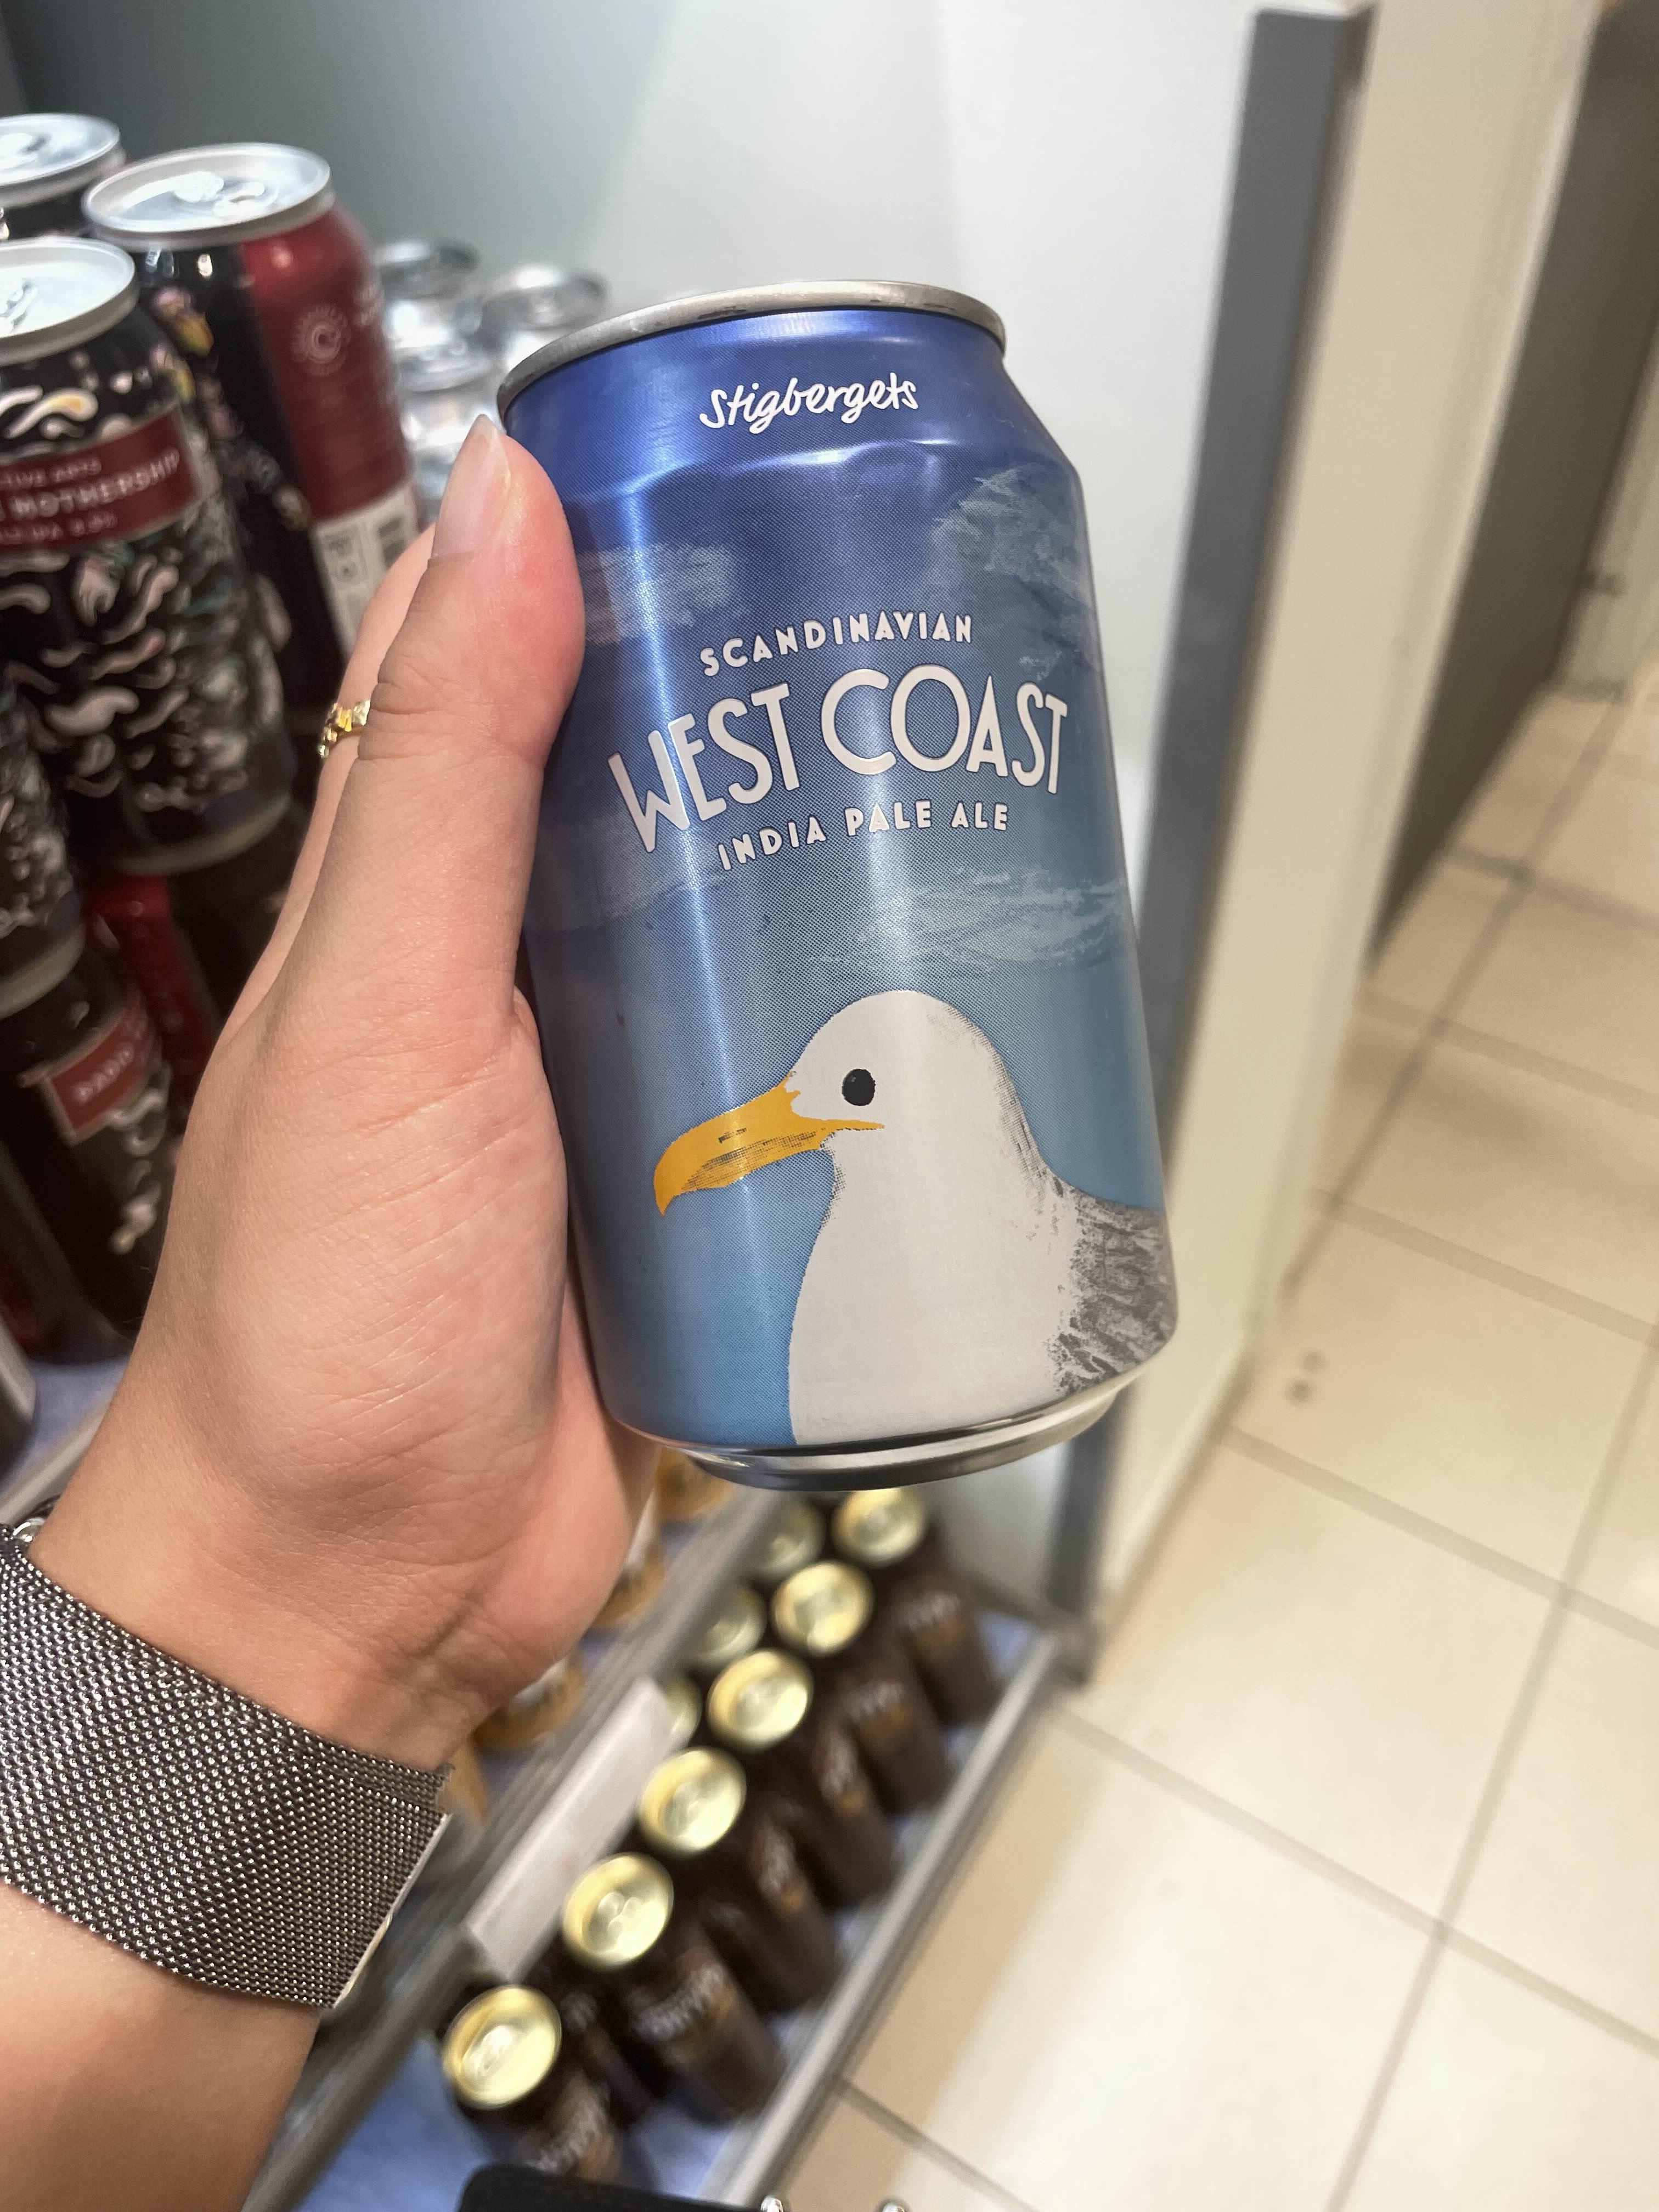 Stigbergets
SCANDINAVIAN
WEST COAST
INDIA PALE ALE
MOTHERSHIP